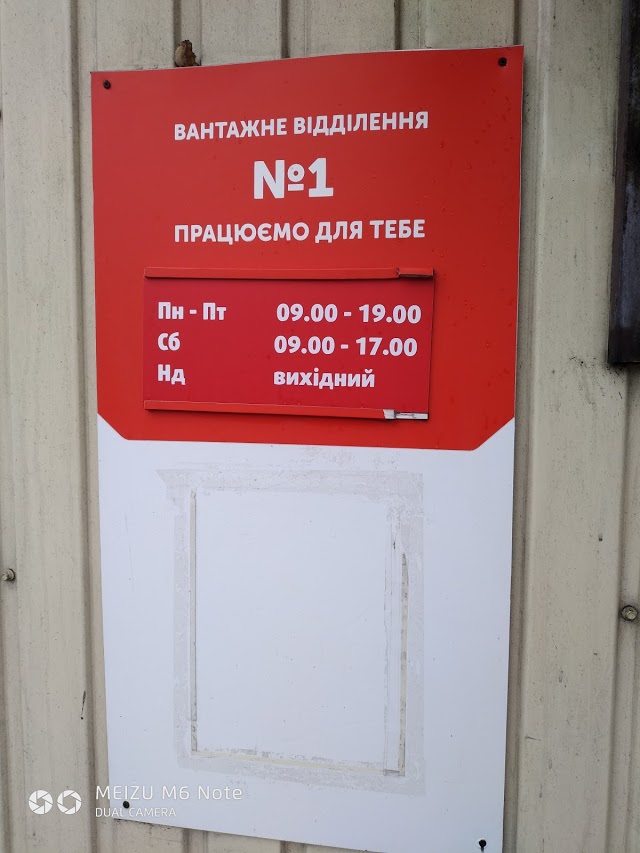 ВАНТАЖНЕ ВІДДІЛЕННЯ
№1
ПРАЦЮЄМО ДЛЯ ТЕБЕ
Пн - Пт 09.00 - 19.00
Сб 09.00 - 17.00
Нд вихідний
MEIZU M6 Note
DUAL CAMERA